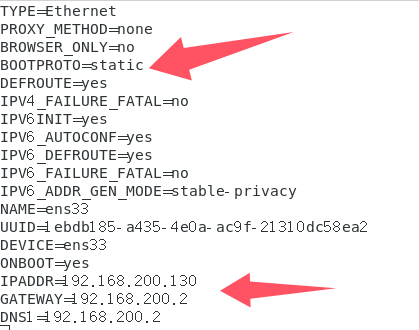 TYPE=Ethernet
PROXY_METHOD=none
BROWSER_ONLY=no
BOOTPROTO=static
DEFROUTE=yes
IPV4_FAILURE_FATAL=no
IPV6INIT=yes
IPV6_AUTOCONF=yes
IPV6_DEFROUTE=yes
IPV6_FAILURE_FATAL=no
IPV6_ADDR_GEN_MODE=stable-privacy
NAME=ens33
UUID=1ebdb185-a435-4e0a-ac9f-21310dc58ea2
DEVICE=ens33
ONBOOT=yes
IPADDR=192.168.200.130
GATEWAY=192.168.200.2
DNS1=192.168.200.2